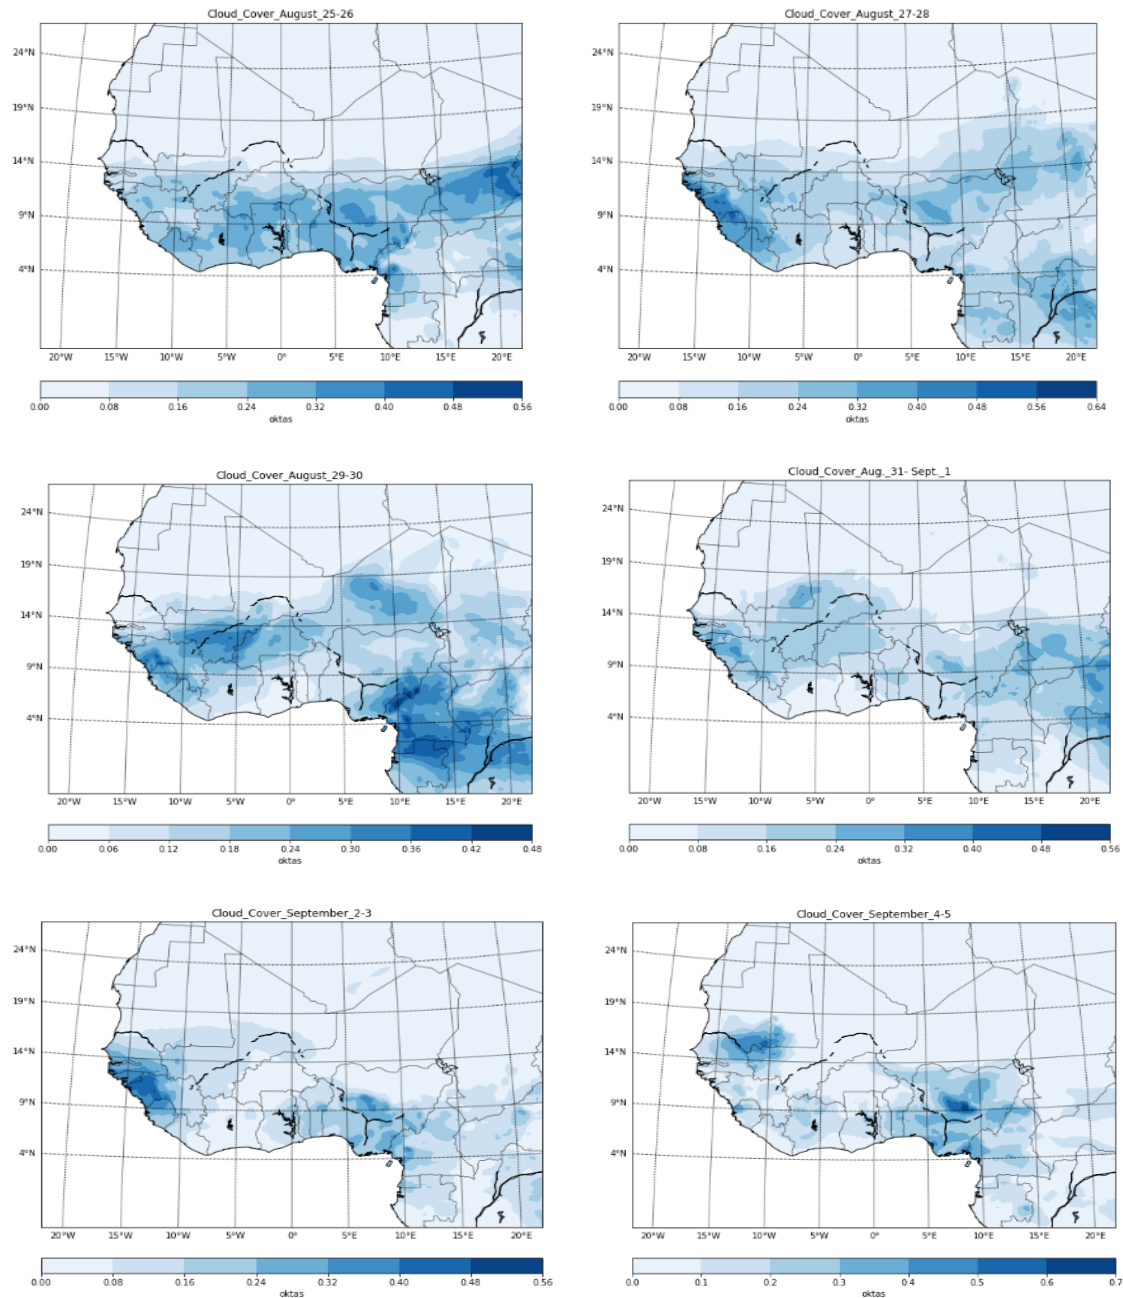 Cloud_Cover_August_25-26
24°N
19°N
14°N
9°N
4°N
20°W 15°W 10°W 5°W 0° 5°E 10°E 15°E 20°E
0.00 0.08 0.16 0.24 0.32 0.40 0.48 0.56
oktas
Cloud_Cover_August_27-28
24°N
19°N
14°N
9°N
4°N
20°W 15°W 10°W 5°W 0° 5°E 10°E 15°E 20°E
0.00 0.08 0.16 0.24 0.32 0.40 0.48 0.56 0.64
oktas
Cloud_Cover_August_29-30
24°N
19°N
14°N
9°N
4°N
20°W 15°W 10°W 5°W 0° 5°E 10°E 15°E 20°E
0.00 0.06 0.12 0.18 0.24 0.30 0.36 0.42 0.48
oktas
Cloud_Cover_Aug._31- Sept._1
24°N
19°N
14°N
9°N
4°N
20°W 15°W 10°W 5°W 0° 5°E 10°E 15°E 20°E
0.00 0.08 0.16 0.24 0.32 0.40 0.48 0.56
oktas
Cloud_Cover_September_2-3
24°N
19°N
14°N
9°N
4°N
20°W 15°W 10°W 5°W 0° 5°E 10°E 15°E 20°E
0.00 0.08 0.16 0.24 0.32 0.40 0.48 0.56
oktas
Cloud_Cover_September_4-5
24°N
19°N
14°N
9°N
4°N
20°W 15°W 10°W 5°W 0° 5°E 10°E 15°E 20°E
0.0 0.1 0.2 0.3 0.4 0.5 0.6 0.7
oktas